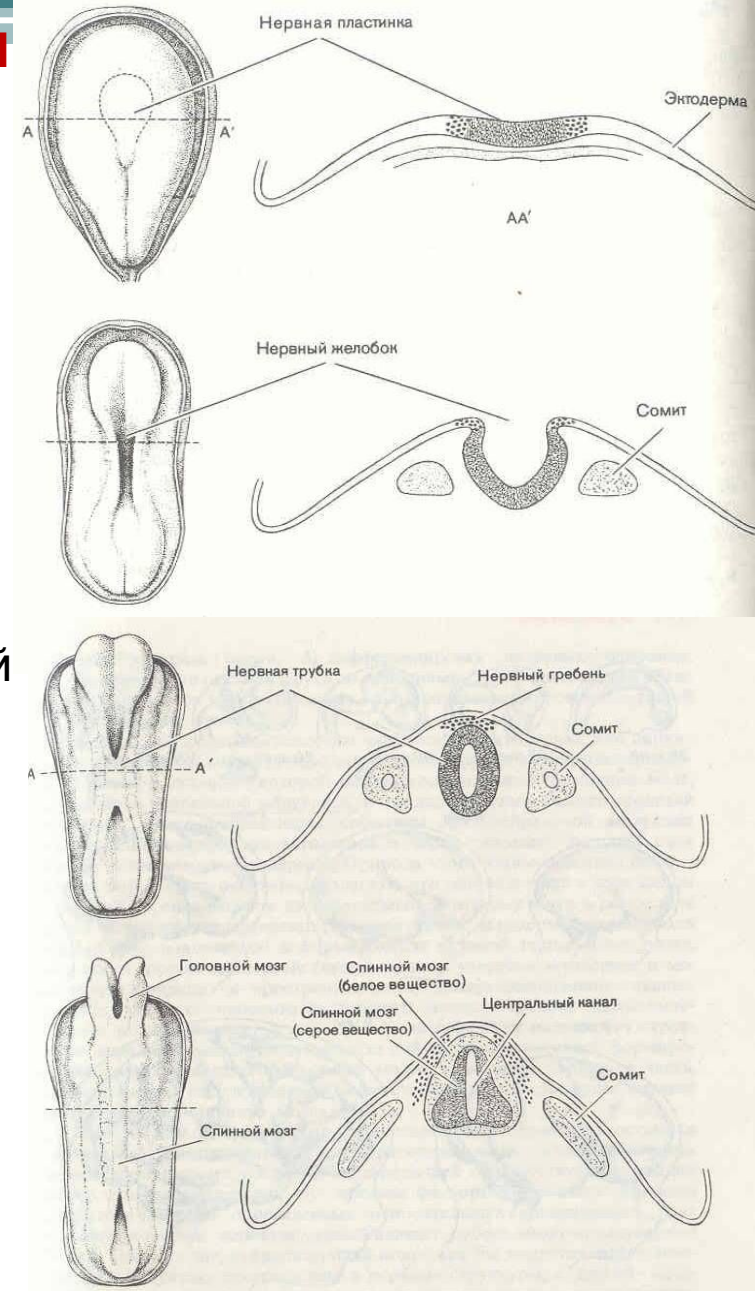 Нервная пластинка
Эктодерма
А
А'
АА'
Нервный желобок
Сомит
й
Нервная трубка
Нервный гребень
Сомит
А
А'
Головной мозг
Спинной мозг
(белое вещество)
Спинной мозг
(серое вещество)
Центральный канал
Сомит
Спинной мозг